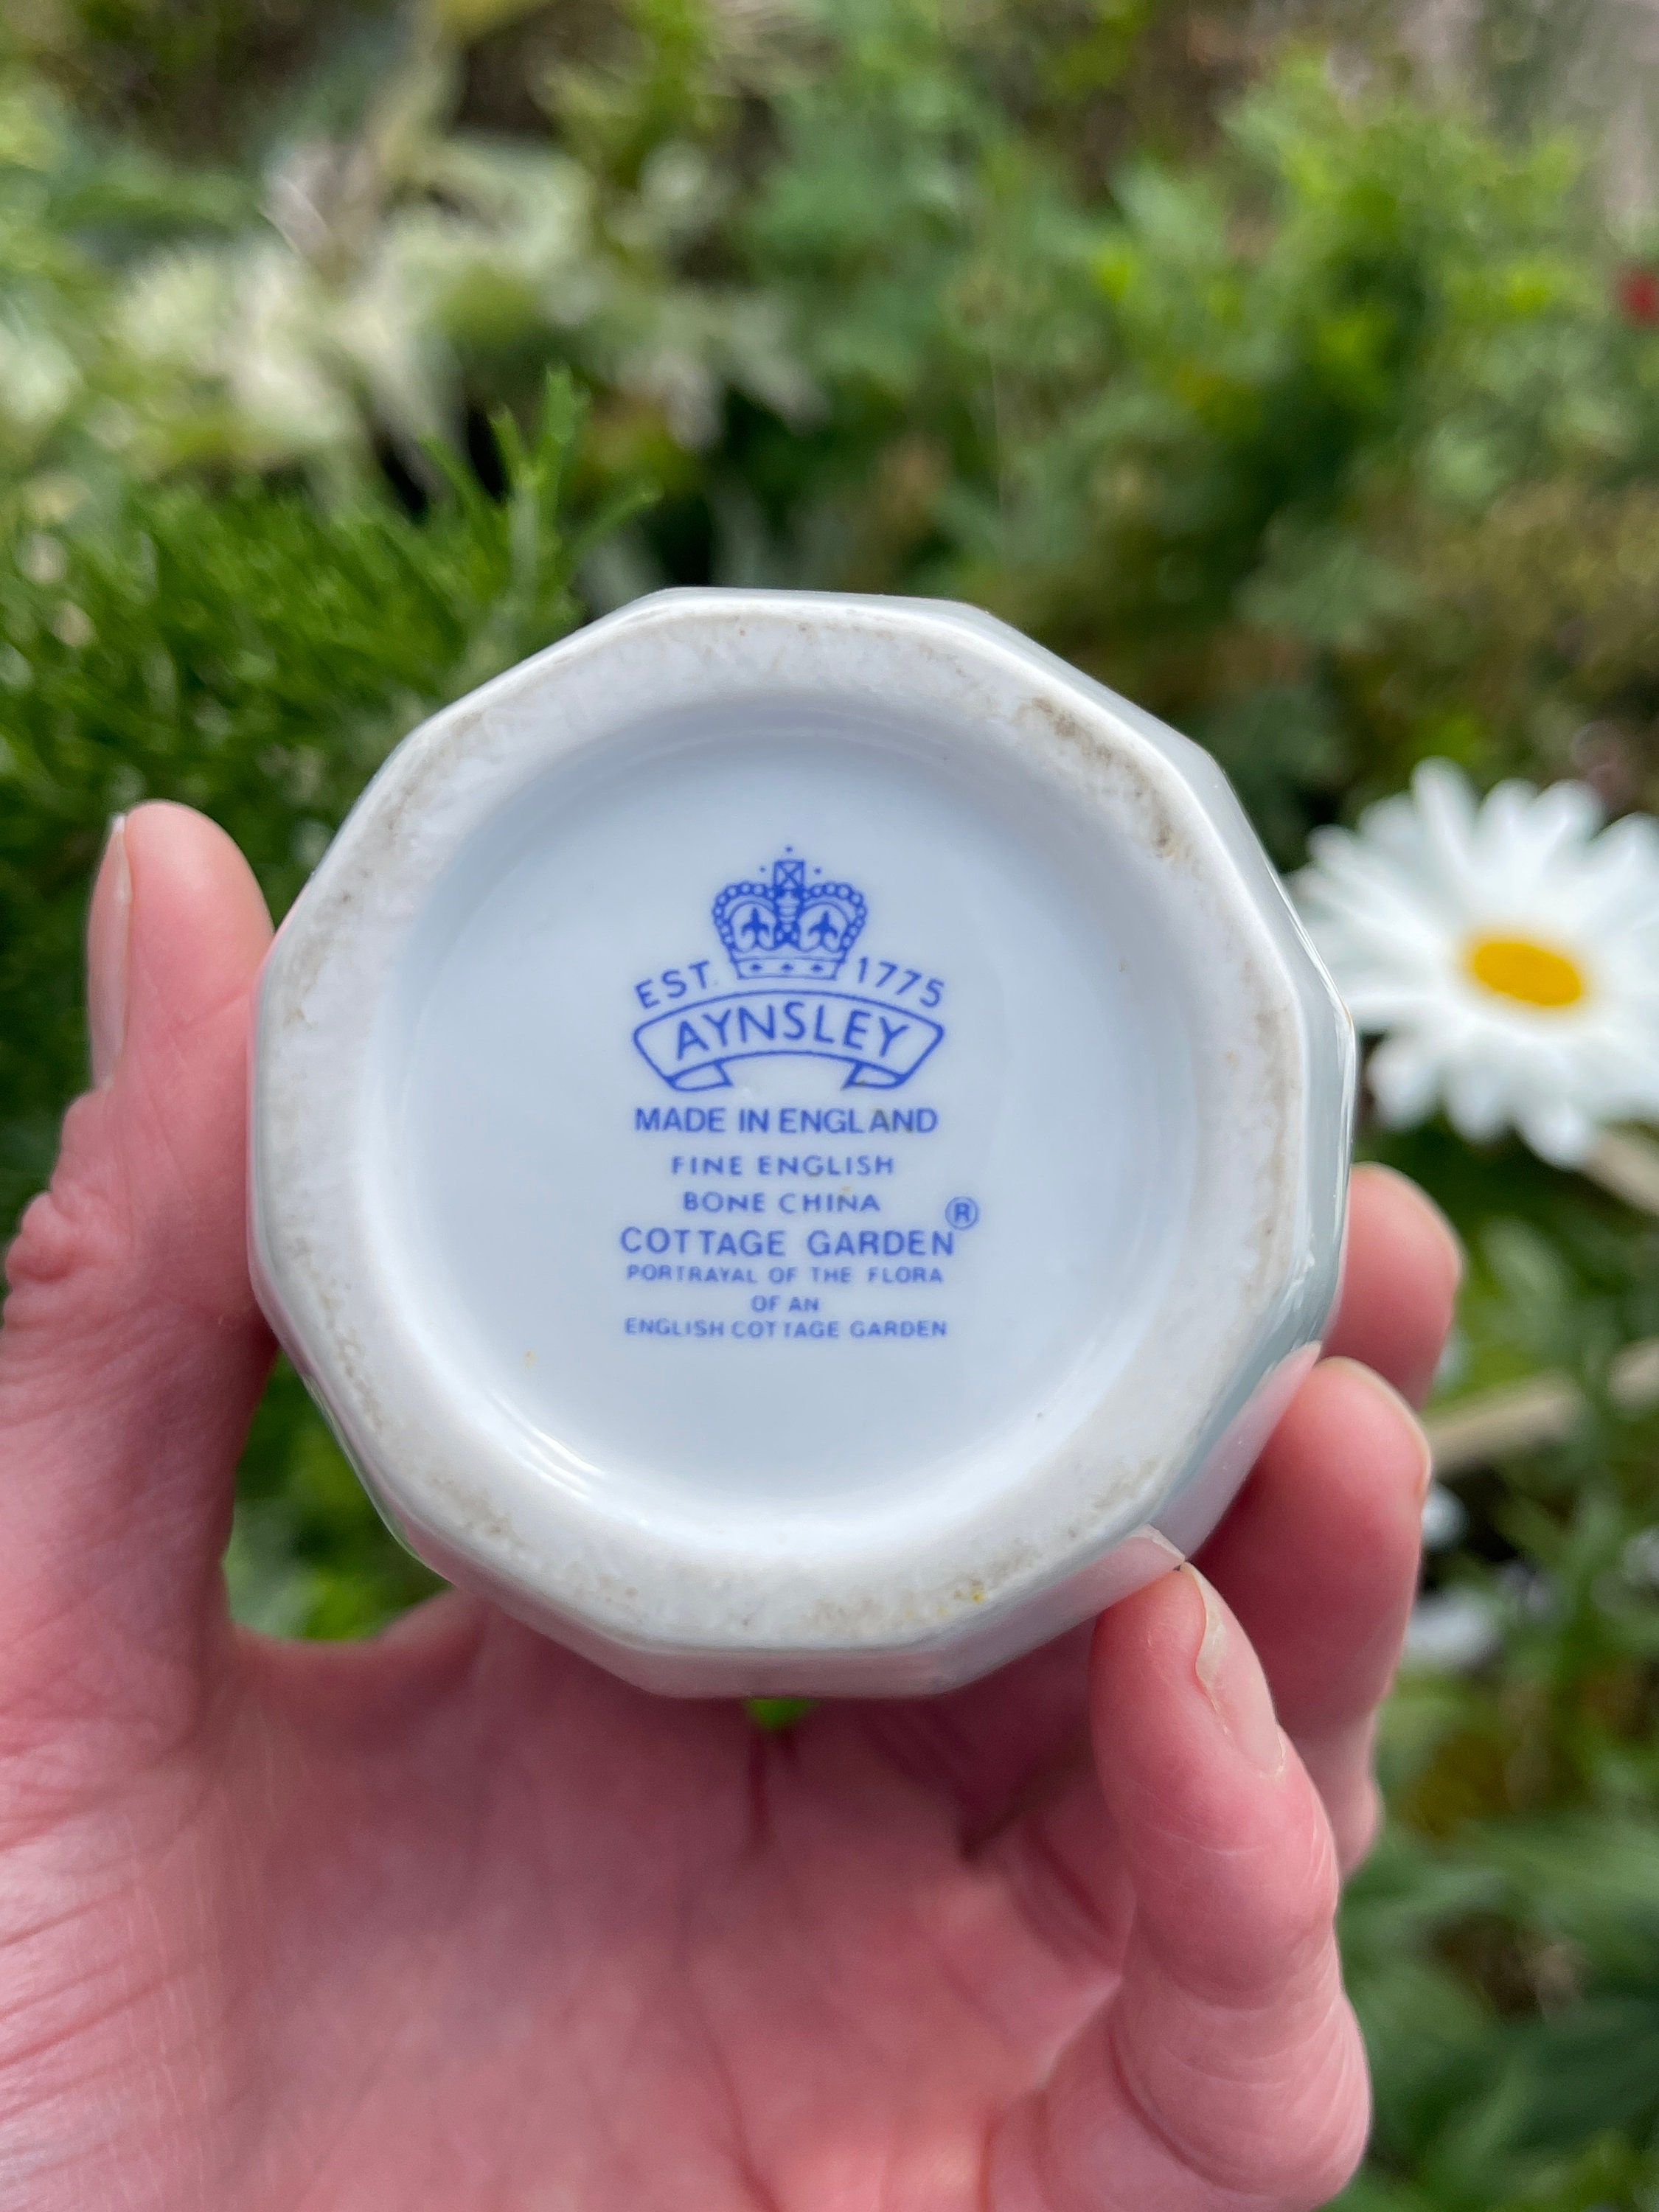 EST. 1775
AYNSLEY
MADE IN ENGLAND
FINE ENGLISH
BONE CHINA
COTTAGE GARDEN®
PORTRAYAL OF THE FLORA
OF AN
ENGLISH COTTAGE GARDEN